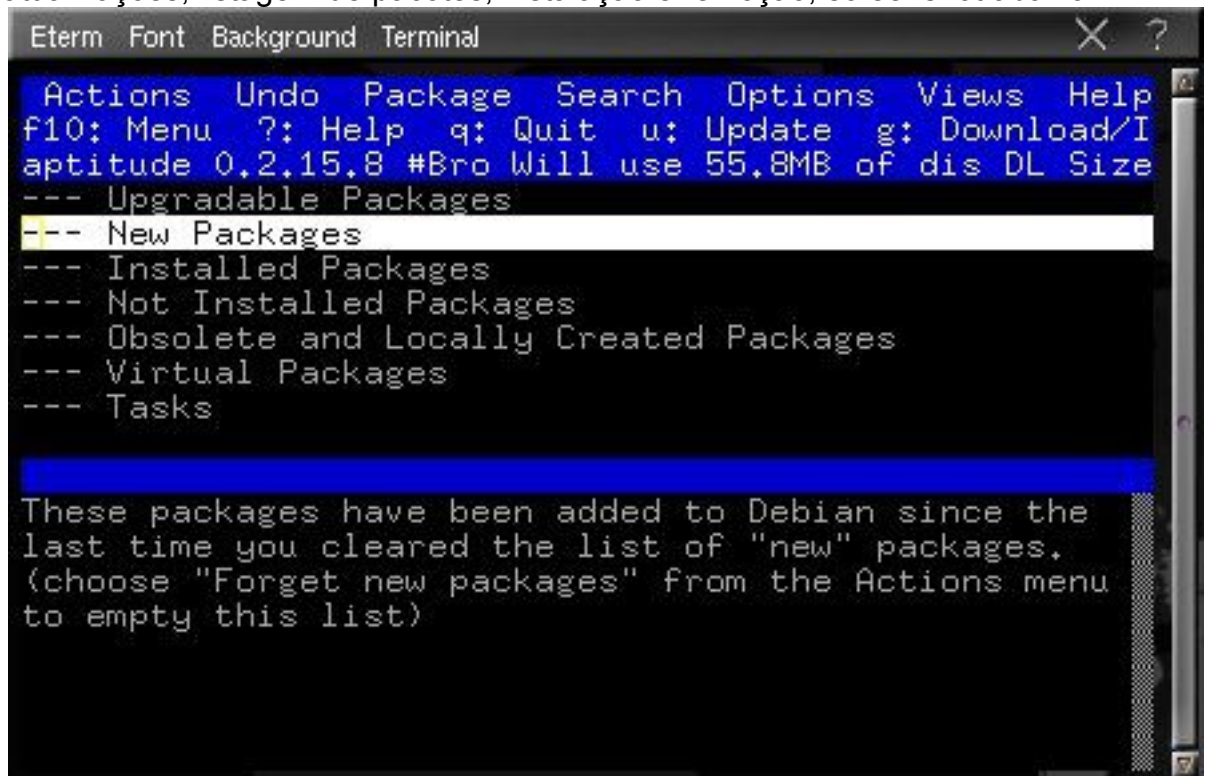 Eterm Font Background Terminal X ?
Actions Undo Package Search Options Views Help
f10: Menu ?: Help q: Quit u: Update g: Download/I
aptitude 0.2.15.8 #Bro Will use 55.8MB of dis DL Size
--- Upgradable Packages
--- New Packages
--- Installed Packages
--- Not Installed Packages
--- Obsolete and Locally Created Packages
--- Virtual Packages
--- Tasks
These packages have been added to Debian since the
last time you cleared the list of "new" packages.
(choose "Forget new packages" from the Actions menu
to empty this list)